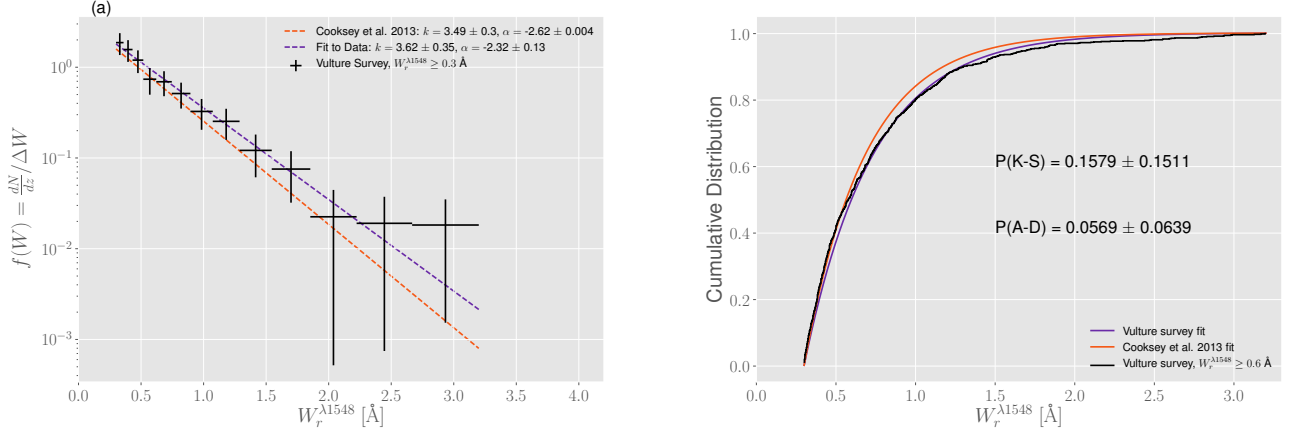 (a)
Cooksey et al. 2013: k = 3.49 ± 0.3, α = -2.62 ± 0.004
Fit to Data: k = 3.62 ± 0.35, α = -2.32 ± 0.13
Vulture Survey, W_r^{λ1548} ≥ 0.3 Å
10^0
10^{-1}
10^{-2}
10^{-3}
f(W) = \frac{dN}{dz}/ΔW
0.0 0.5 1.0 1.5 2.0 2.5 3.0 3.5 4.0
W_r^{λ1548} [Å]
1.0
0.8
0.6
0.4
0.2
0.0
Cumulative Distribution
P(K-S) = 0.1579 ± 0.1511
P(A-D) = 0.0569 ± 0.0639
Vulture survey fit
Cooksey et al. 2013 fit
Vulture survey, W_r^{λ1548} ≥ 0.6 Å
0.0 0.5 1.0 1.5 2.0 2.5 3.0
W_r^{λ1548} [Å]